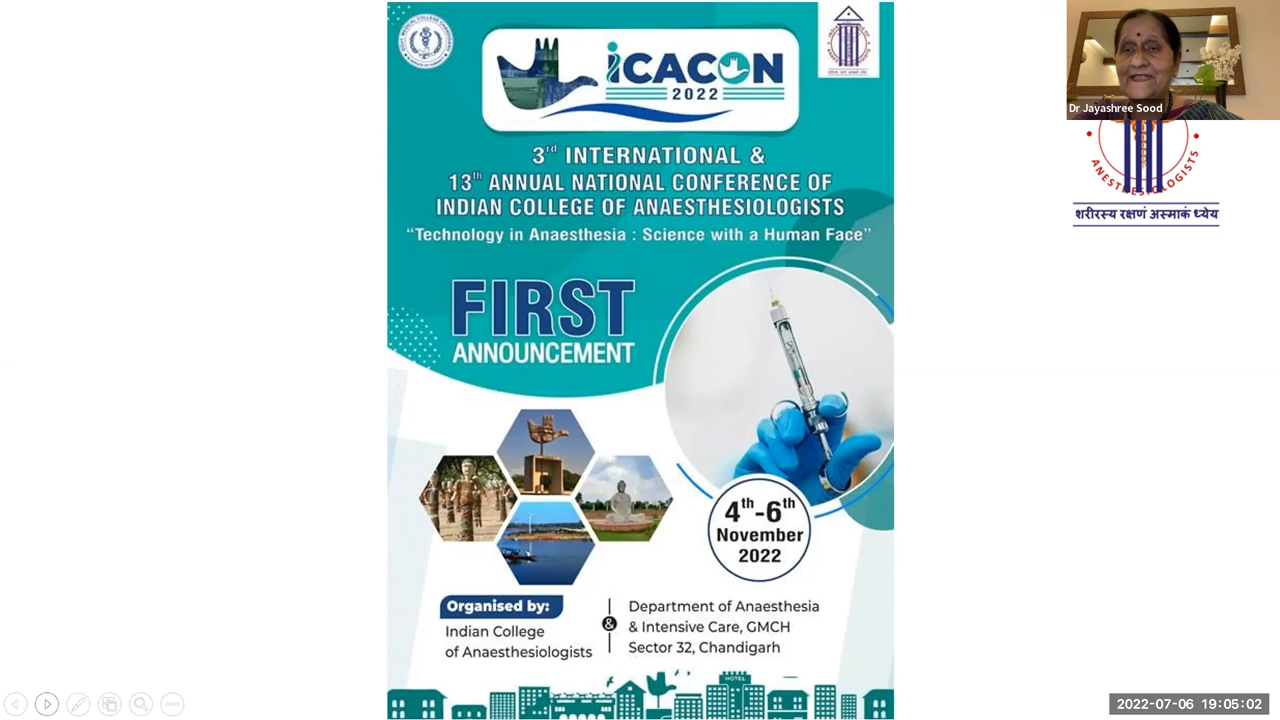 iCACON
2022
3rd INTERNATIONAL &
13th ANNUAL NATIONAL CONFERENCE OF
INDIAN COLLEGE OF ANAESTHESIOLOGISTS
“Technology in Anaesthesia : Science with a Human Face”
FIRST
ANNOUNCEMENT
4th-6th
November
2022
Organised by:
Indian College
of Anaesthesiologists
&
Department of Anaesthesia
& Intensive Care, GMCH
Sector 32, Chandigarh
HOTEL
Dr Jayashree Sood
ANESTHESIOLOGISTS
शरीरस्य रक्षणं अस्माकं ध्येय
2022-07-06 19:05:02